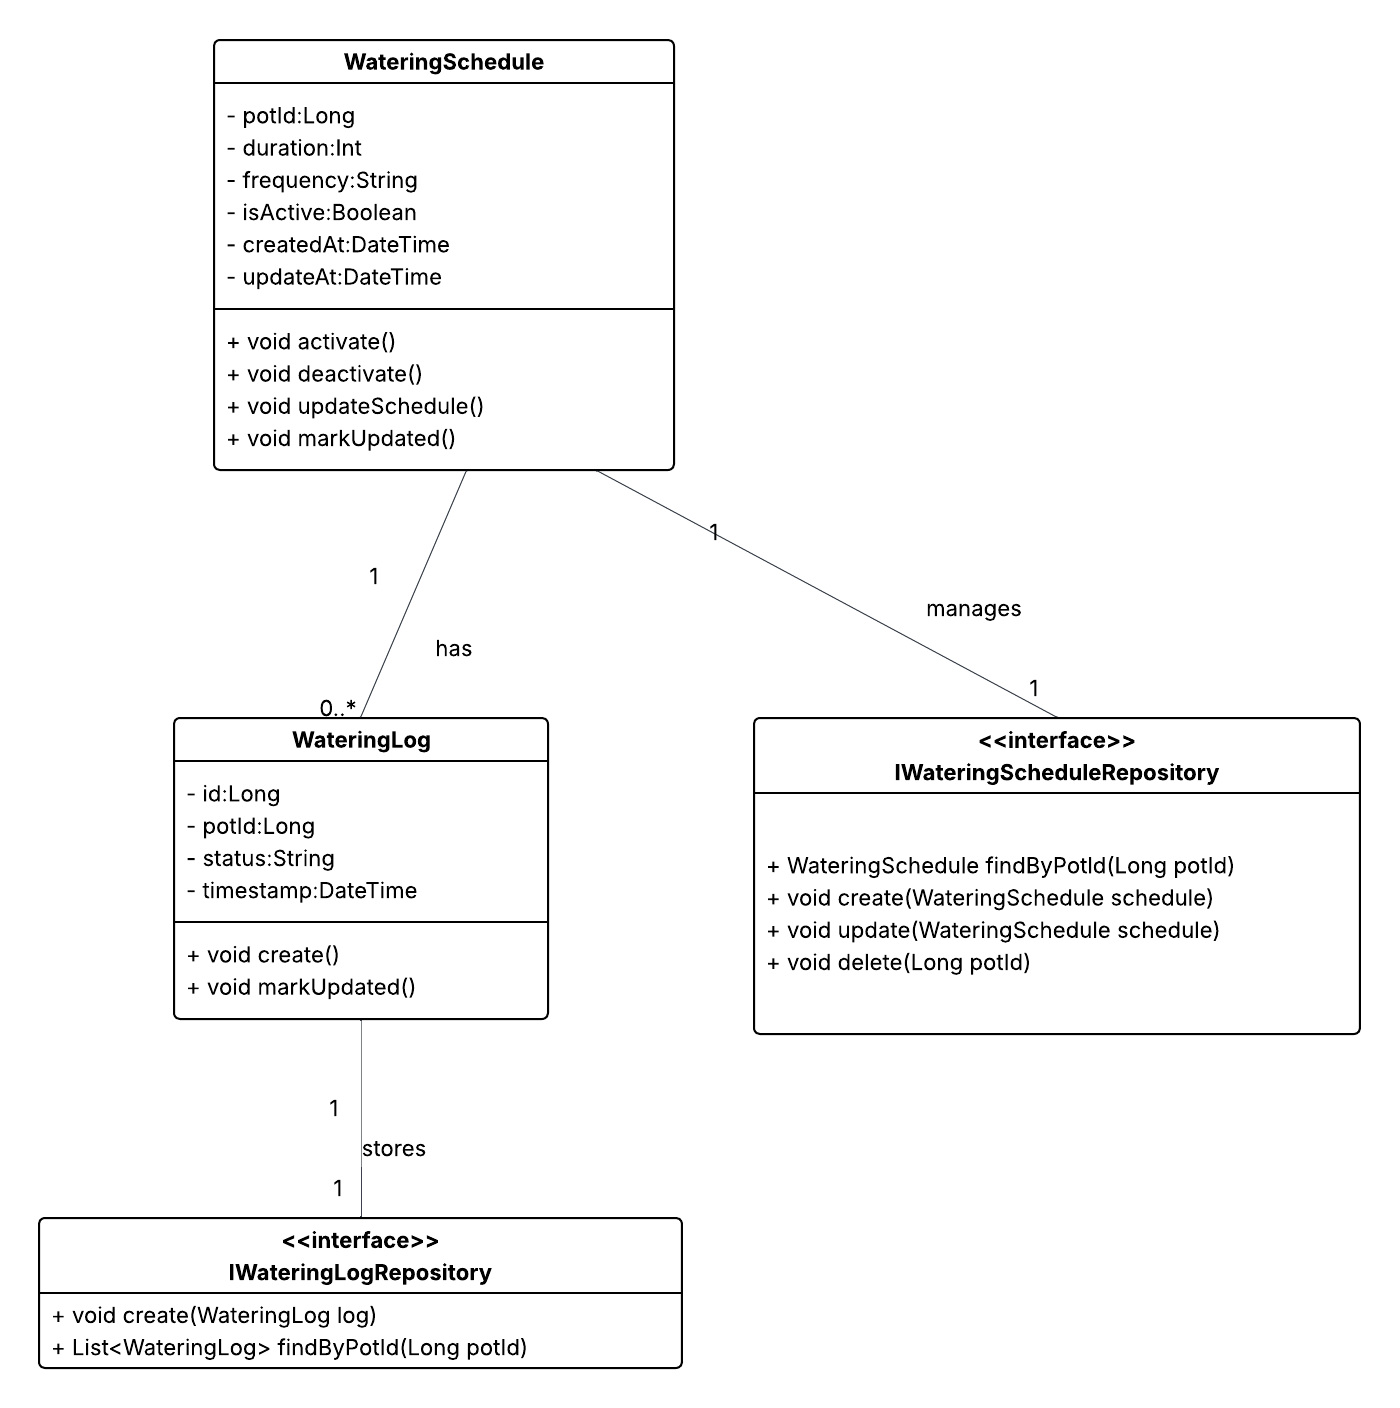 WateringSchedule
- potId:Long
- duration:Int
- frequency:String
- isActive:Boolean
- createdAt:DateTime
- updateAt:DateTime
+ void activate()
+ void deactivate()
+ void updateSchedule()
+ void markUpdated()
1
1
manages
has
1
0..*
WateringLog
- id:Long
- potId:Long
- status:String
- timestamp:DateTime
+ void create()
+ void markUpdated()
<<interface>>
IWateringScheduleRepository
+ WateringSchedule findByPotId(Long potId)
+ void create(WateringSchedule schedule)
+ void update(WateringSchedule schedule)
+ void delete(Long potId)
1
stores
1
<<interface>>
IWateringLogRepository
+ void create(WateringLog log)
+ List<WateringLog> findByPotId(Long potId)